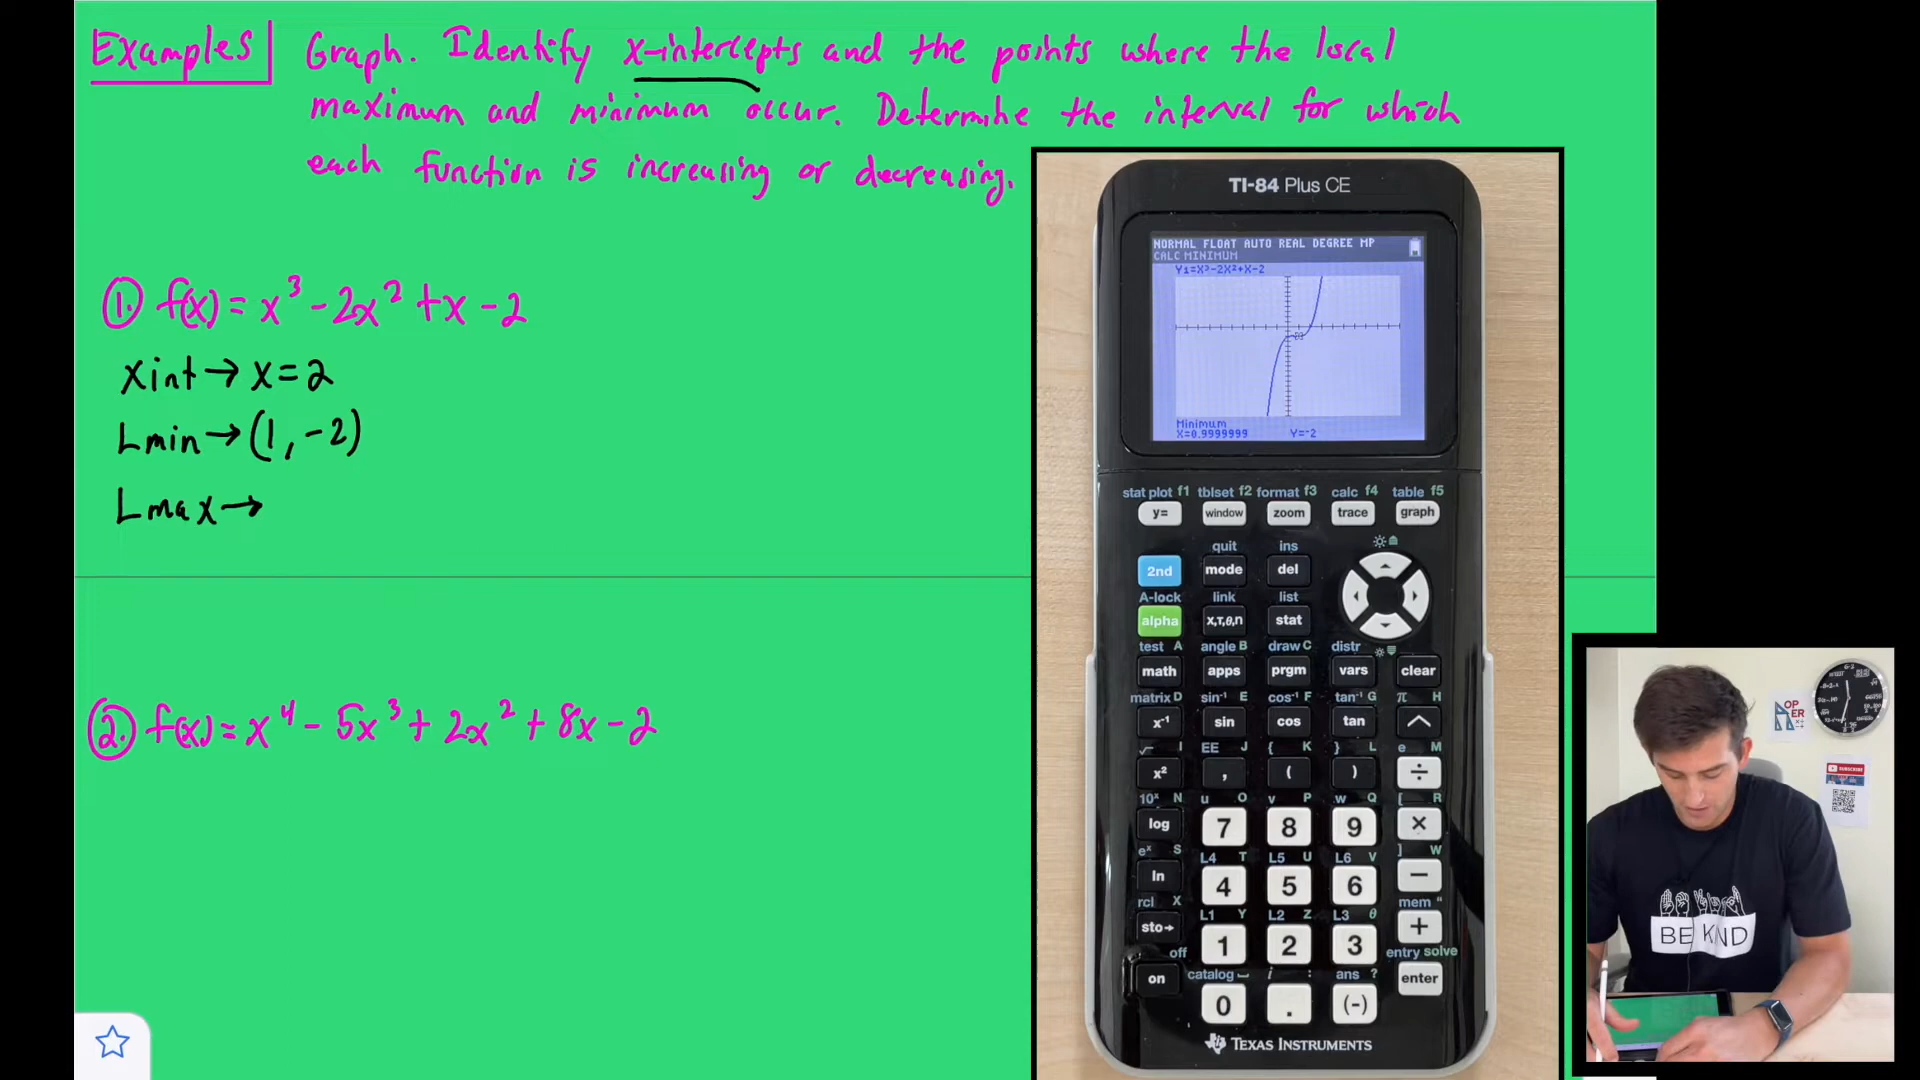 Examples
Graph. Identify x-intercepts and the points where the local
maximum and minimum occur. Determine the interval for which
each function is increasing or decreasing.
① f(x) = x³ - 2x² + x - 2
xint → x = 2
Lmin → (1, -2)
Lmax →
② f(x) = x⁴ - 5x³ + 2x² + 8x - 2
TI-84 Plus CE
NORMAL FLOAT AUTO REAL DEGREE MP
CALC MINIMUM
Y1=X³-2X²+X-2
Minimum
X=0.9999999 Y=-2
stat plot f1 tblset f2 format f3 calc f4 table f5
y= window zoom trace graph
quit ins
2nd mode del
A-lock link list
alpha X,T,θ,n stat
test A angle B draw C distr
math apps prgm vars clear
matrix D sin⁻¹ E cos⁻¹ F tan⁻¹ G π H
x⁻¹ sin cos tan ^
√ I EE J { K } L e M
x² , ( ) ÷
10ˣ N u O v P w Q [ R
log 7 8 9 ×
eˣ S L4 T L5 U L6 V ] W
ln 4 5 6 −
rcl X L1 Y L2 Z L3 θ mem "
sto→ 1 2 3 +
off catalog i : ans ? entry solve
on 0 . (-) enter
TEXAS INSTRUMENTS
OP
ER
SUBSCRIBE
BE KIND